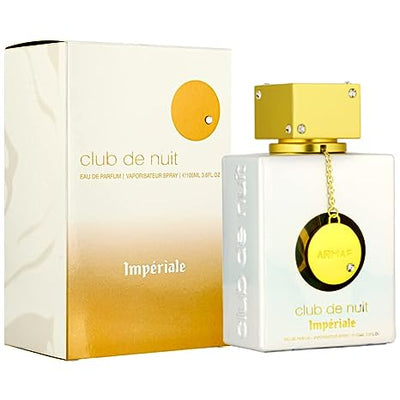 club de nuit
EAU DE PARFUM | VAPORISATEUR SPRAY | 100ML 3.6FL.OZ
Impériale
club de nuit
ARMAF
club de nuit
Impériale